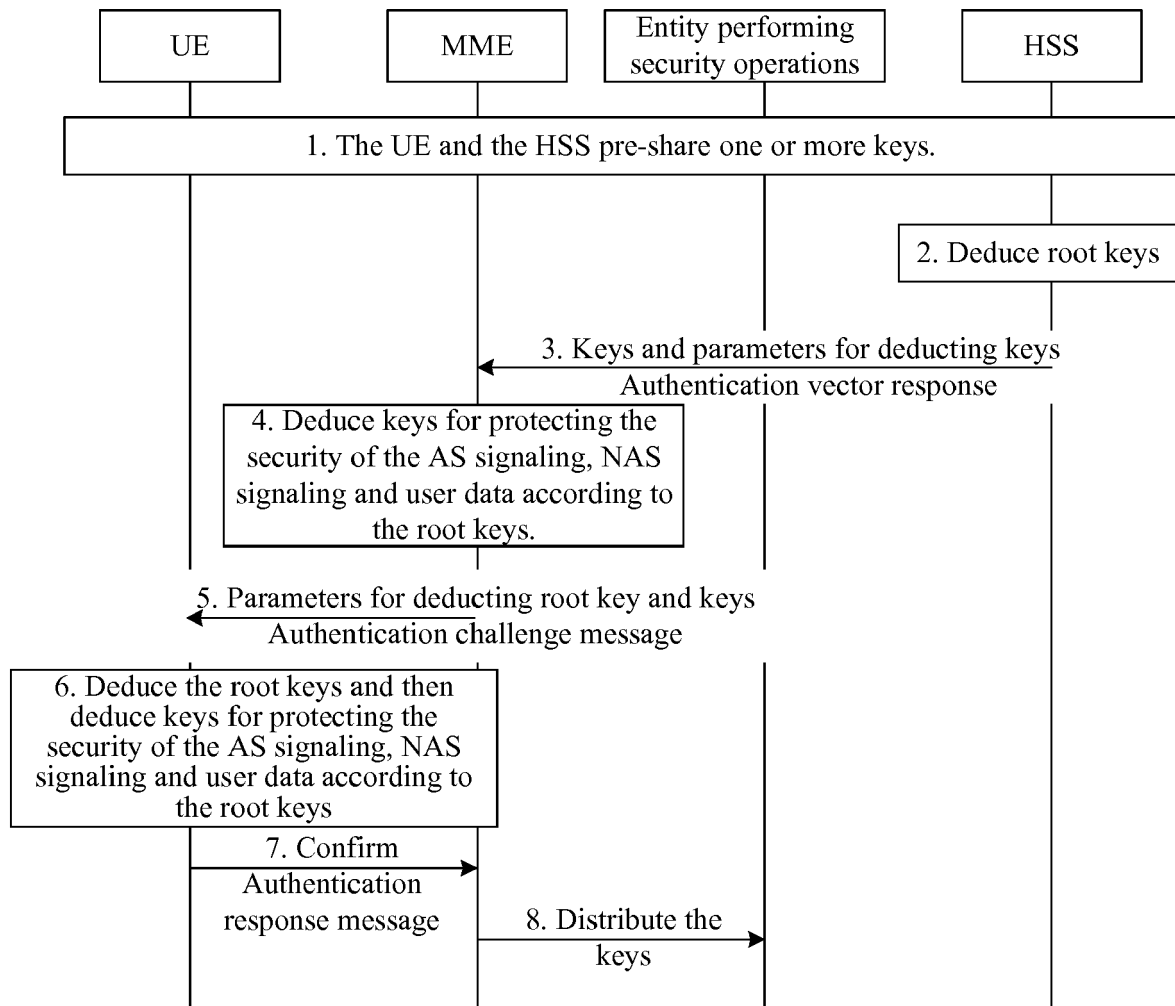 UE
MME
Entity performing
security operations
HSS
1. The UE and the HSS pre-share one or more keys.
2. Deduce root keys
3. Keys and parameters for deducting keys
Authentication vector response
4. Deduce keys for protecting the
security of the AS signaling, NAS
signaling and user data according to
the root keys.
5. Parameters for deducting root key and keys
Authentication challenge message
6. Deduce the root keys and then
deduce keys for protecting the
security of the AS signaling, NAS
signaling and user data according to
the root keys
7. Confirm
Authentication
response message
8. Distribute the
keys